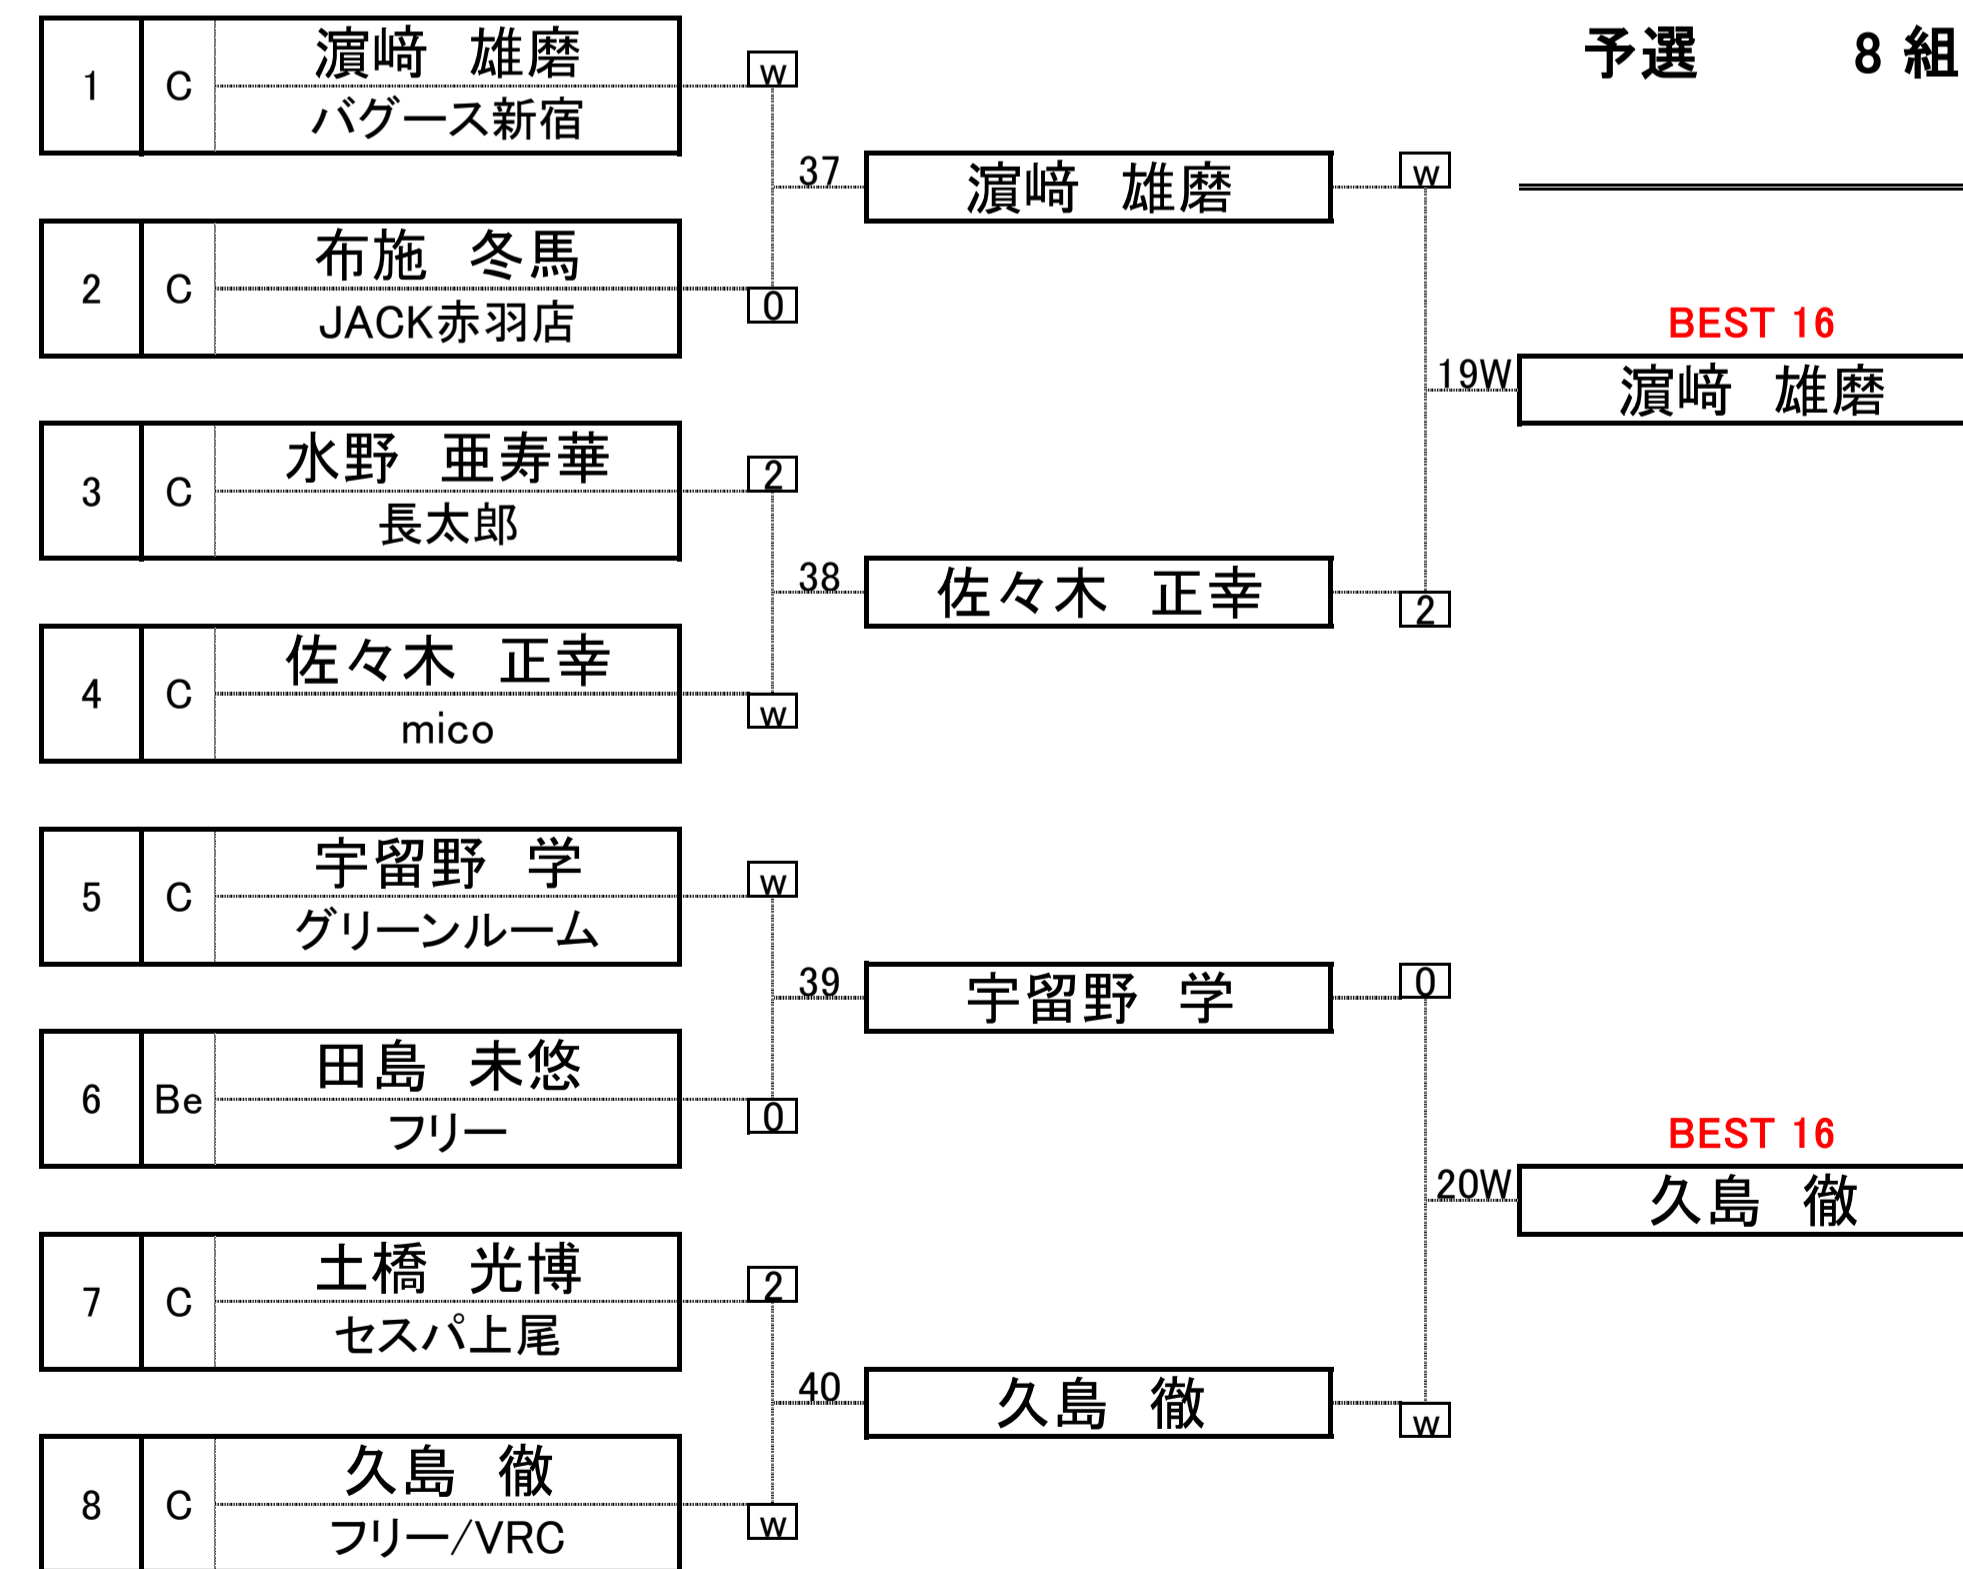 予選 8 組
1 C 濵﨑 雄磨
バグース新宿
w
37 濵﨑 雄磨 w
2 C 布施 冬馬
JACK赤羽店
0
BEST 16
19W 濵﨑 雄磨
3 C 水野 亜寿華
長太郎
2
38 佐々木 正幸 2
4 C 佐々木 正幸
mico
w
5 C 宇留野 学
グリーンルーム
w
39 宇留野 学 0
6 Be 田島 未悠
フリー
0
BEST 16
20W 久島 徹
7 C 土橋 光博
セスパ上尾
2
40 久島 徹 w
8 C 久島 徹
フリー/VRC
w